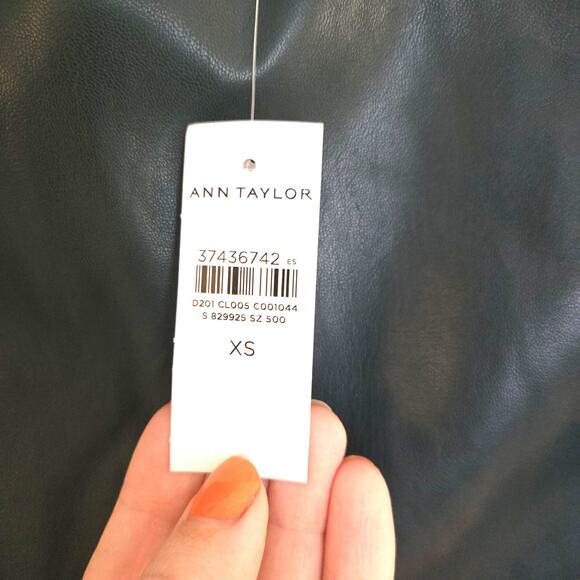 ANN TAYLOR
37436742 ES
D201 CL005 C001044
S 829925 SZ 500
XS